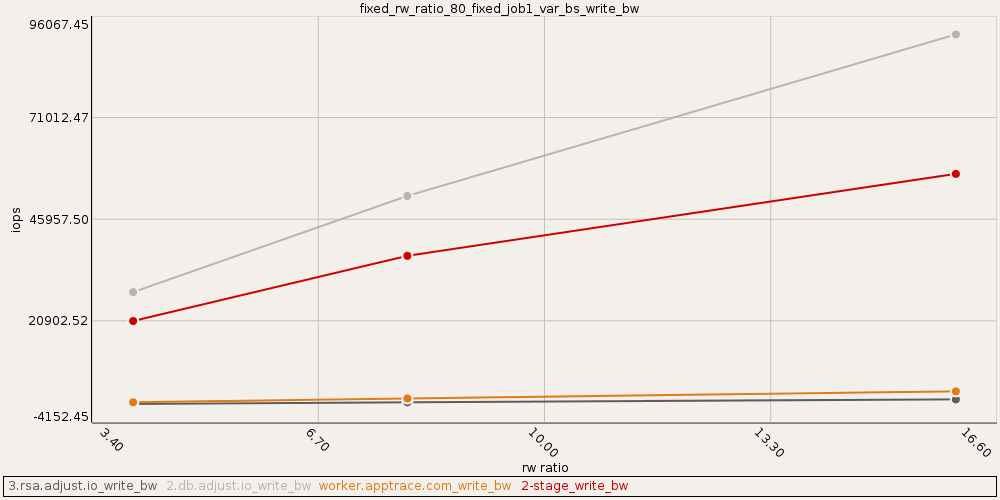 fixed_rw_ratio_80_fixed_job1_var_bs_write_bw
96067.45
71012.47
iops
45957.50
20902.52
-4152.45
3.40 6.70 10.00 13.30 16.60
rw ratio
3.rsa.adjust.io_write_bw 2.db.adjust.io_write_bw worker.apptrace.com_write_bw 2-stage_write_bw